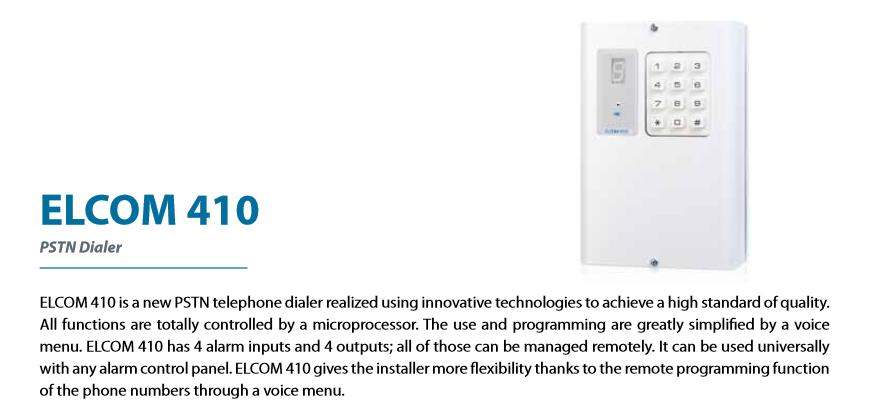 1 2 3
4 5 6
7 8 9
* 0 #
ELCOM 410
PSTN Dialer
ELCOM 410 is a new PSTN telephone dialer realized using innovative technologies to achieve a high standard of quality.
All functions are totally controlled by a microprocessor. The use and programming are greatly simplified by a voice
menu. ELCOM 410 has 4 alarm inputs and 4 outputs; all of those can be managed remotely. It can be used universally
with any alarm control panel. ELCOM 410 gives the installer more flexibility thanks to the remote programming function
of the phone numbers through a voice menu.